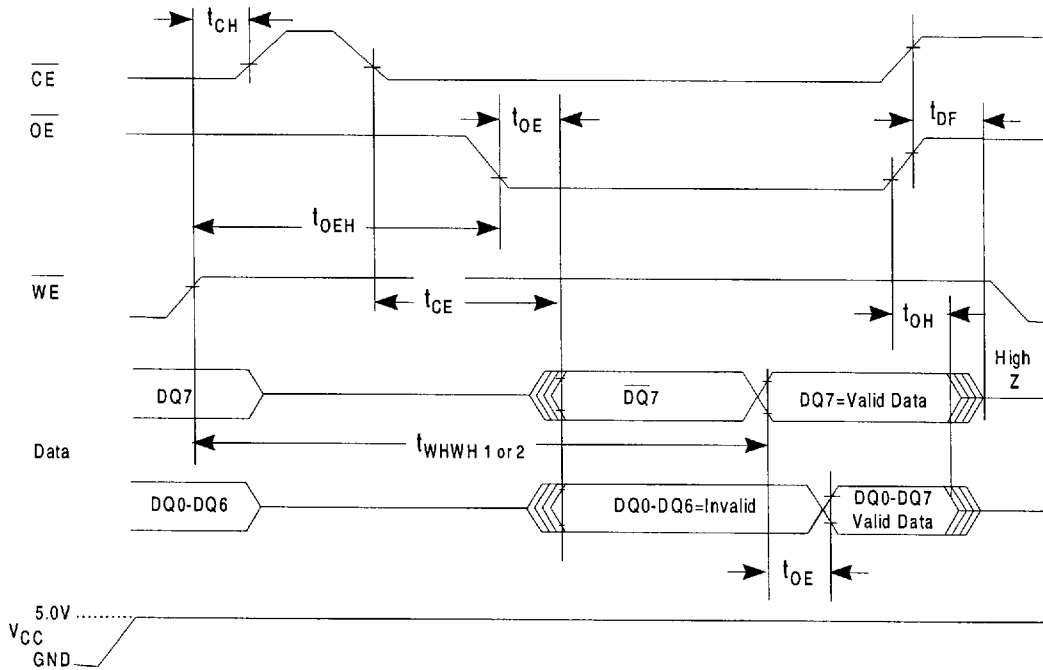 tCH
CE
tDF
OE
tOE
tOEH
WE
tCE
tOH
High
Z
DQ7
DQ7
DQ7=Valid Data
Data
tWHWH 1 or 2
DQ0-DQ6
DQ0-DQ6=Invalid
DQ0-DQ7
Valid Data
tOE
5.0V
VCC
GND